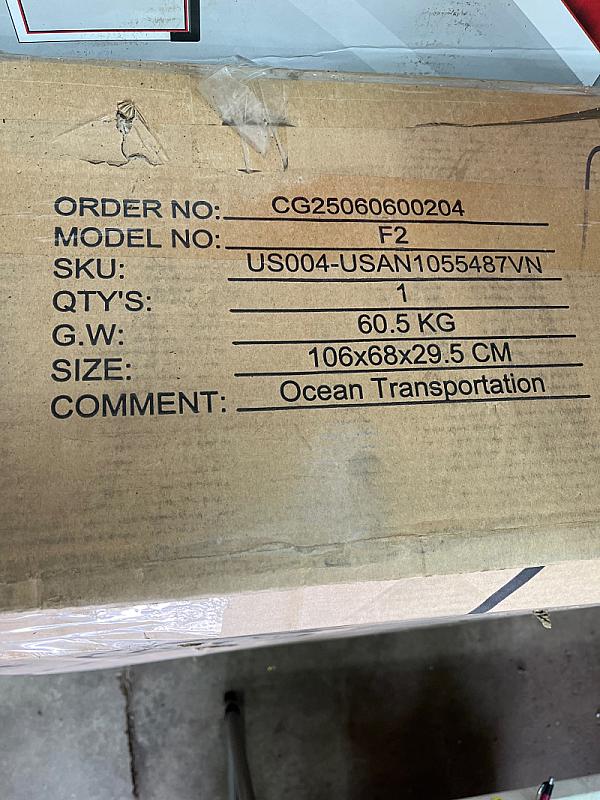 ORDER NO: CG25060600204
MODEL NO: F2
SKU: US004-USAN1055487VN
QTY'S: 1
G.W: 60.5 KG
SIZE: 106x68x29.5 CM
COMMENT: Ocean Transportation